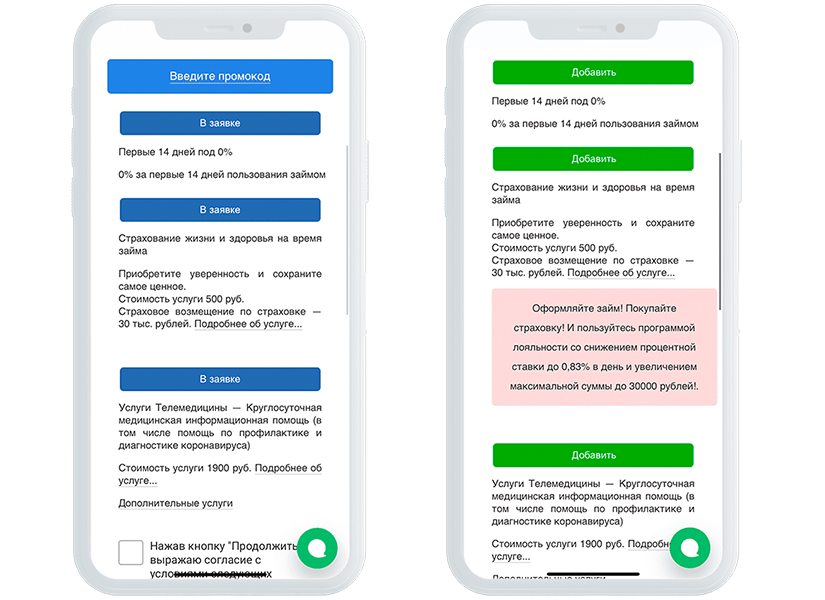 Введите промокод
В заявке
Первые 14 дней под 0%
0% за первые 14 дней пользования займом
В заявке
Страхование жизни и здоровья на время
займа
Приобретите уверенность и сохраните
самое ценное.
Стоимость услуги 500 руб.
Страховое возмещение по страховке —
30 тыс. рублей. Подробнее об услуге...
В заявке
Услуги Телемедицины — Круглосуточная
медицинская информационная помощь (в
том числе помощь по профилактике и
диагностике коронавируса)
Стоимость услуги 1900 руб. Подробнее об
услуге...
Дополнительные услуги
Нажав кнопку "Продолжить
выражаю согласие с
условиями следующих
Добавить
Первые 14 дней под 0%
0% за первые 14 дней пользования займом
Добавить
Страхование жизни и здоровья на время
займа
Приобретите уверенность и сохраните
самое ценное.
Стоимость услуги 500 руб.
Страховое возмещение по страховке —
30 тыс. рублей. Подробнее об услуге...
Оформляйте займ! Покупайте
страховку! И пользуйтесь программой
лояльности со снижением процентной
ставки до 0,83% в день и увеличением
максимальной суммы до 30000 рублей!.
Добавить
Услуги Телемедицины — Круглосуточная
медицинская информационная помощь (в
том числе помощь по профилактике и
диагностике коронавируса)
Стоимость услуги 1900 руб. Подробн
услуге...
Дополнительные услуги